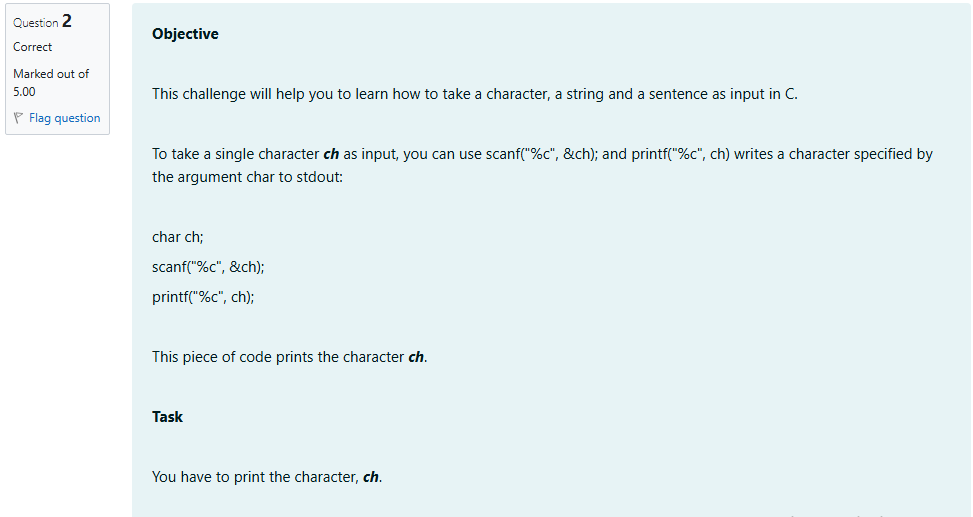 Question 2
Correct
Marked out of
5.00
Flag question
Objective
This challenge will help you to learn how to take a character, a string and a sentence as input in C.
To take a single character ch as input, you can use scanf("%c", &ch); and printf("%c", ch) writes a character specified by
the argument char to stdout:
char ch;
scanf("%c", &ch);
printf("%c", ch);
This piece of code prints the character ch.
Task
You have to print the character, ch.